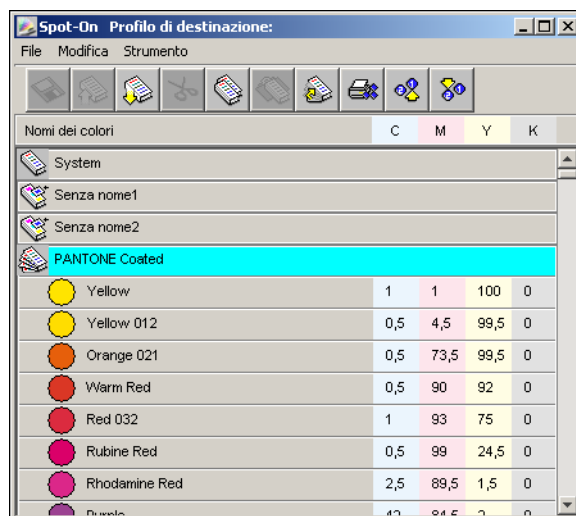 Spot-On Profilo di destinazione:
File Modifica Strumento
Nomi dei colori C M Y K
System
Senza nome1
Senza nome2
PANTONE Coated
Yellow 1 1 100 0
Yellow 012 0,5 4,5 99,5 0
Orange 021 0,5 73,5 99,5 0
Warm Red 0,5 90 92 0
Red 032 1 93 75 0
Rubine Red 0,5 99 24,5 0
Rhodamine Red 2,5 89,5 1,5 0
Purple